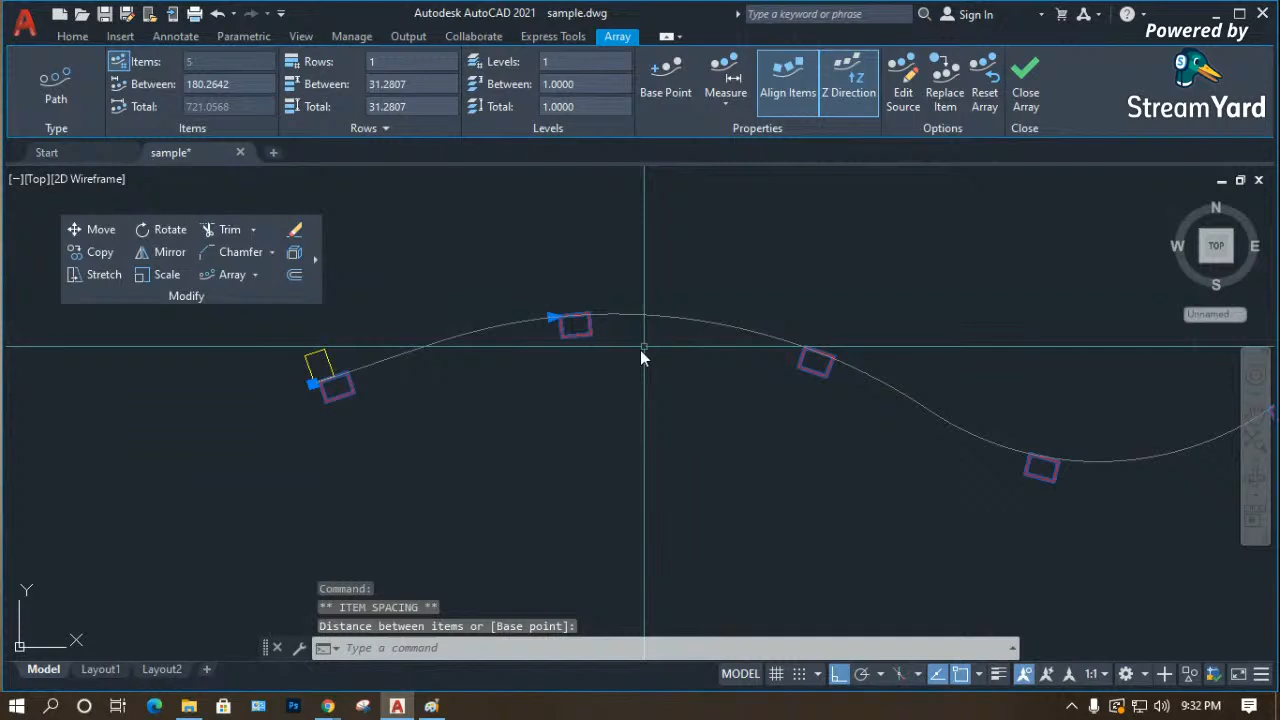 Autodesk AutoCAD 2021 sample.dwg
Type a keyword or phrase
Sign In
Powered by
StreamYard
Home Insert Annotate Parametric View Manage Output Collaborate Express Tools Array
Path
Type
Items: 5
Between: 180.2642
Total: 721.0568
Items
Rows: 1
Between: 31.2807
Total: 31.2807
Rows
Levels: 1
Between: 1.0000
Total: 1.0000
Levels
Base Point Measure Align Items Z Direction
Properties
Edit Source
Replace Item
Reset Array
Options
Close Array
Close
Start sample*
[−][Top][2D Wireframe]
Move Rotate Trim
Copy Mirror Chamfer
Stretch Scale Array
Modify
N
W TOP E
S
Unnamed
Y
X
Command:
** ITEM SPACING **
Distance between items or [Base point]:
Type a command
Model Layout1 Layout2
MODEL
1:1
9:32 PM